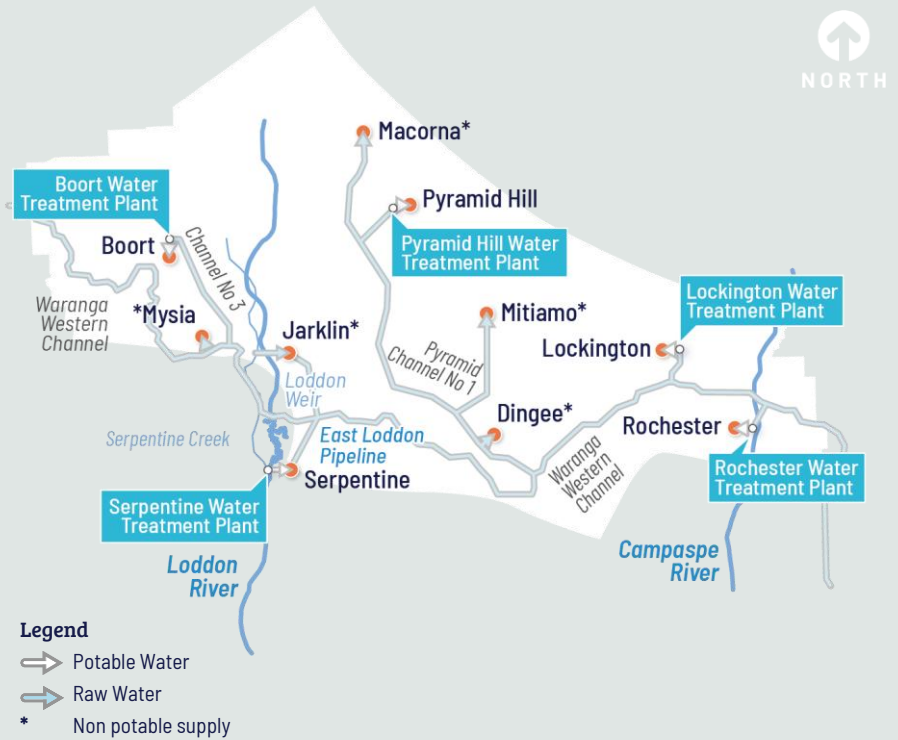 NORTH
Macorna*
Boort Water
Treatment Plant
Pyramid Hill
Boort
Channel No 3
Pyramid Hill Water
Treatment Plant
Waranga
Western
Channel
*Mysia
Jarklin*
Mitiamo*
Lockington Water
Treatment Plant
Lockington
Pyramid
Channel No 1
Loddon
Weir
Dingee*
Rochester
Serpentine Creek
East Loddon
Pipeline
Waranga
Western
Channel
Serpentine
Rochester Water
Treatment Plant
Serpentine Water
Treatment Plant
Loddon
River
Campaspe
River
Legend
Potable Water
Raw Water
* Non potable supply